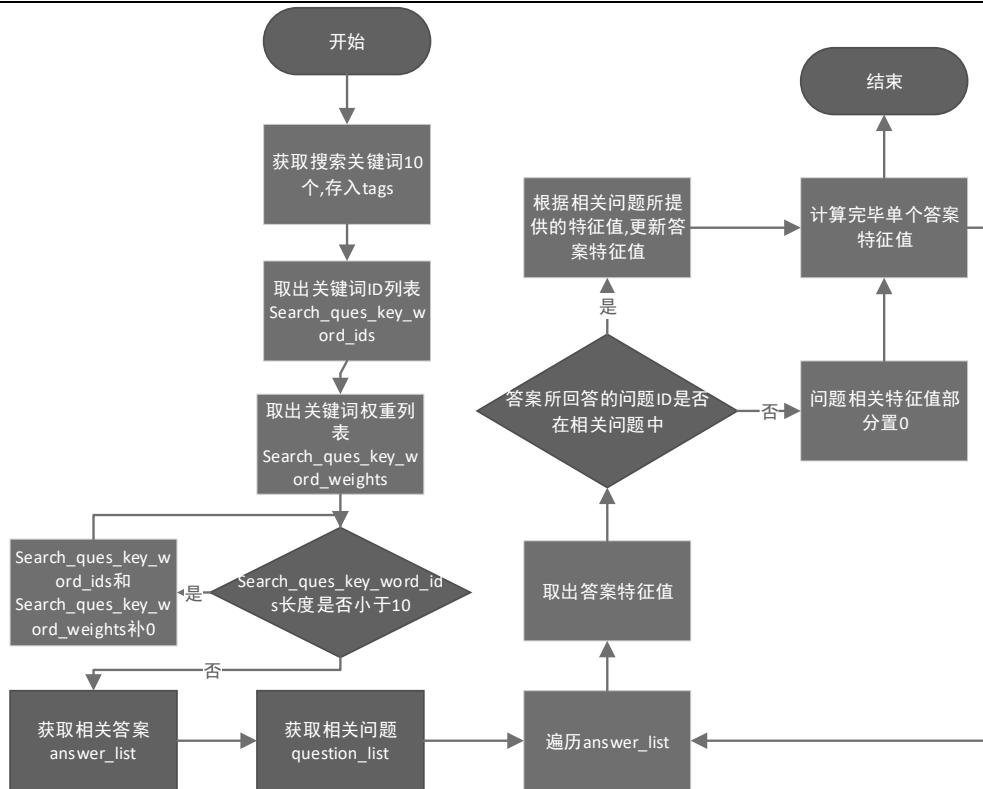 开始
获取搜索关键词10
个,存入tags
取出关键词ID列表
Search_ques_key_w
ord_ids
取出关键词权重列
表
Search_ques_key_w
ord_weights
Search_ques_key_word_id
s长度是否小于10
是
Search_ques_key_w
ord_ids和
Search_ques_key_w
ord_weights补0
否
获取相关答案
answer_list
获取相关问题
question_list
遍历answer_list
取出答案特征值
答案所回答的问题ID是否
在相关问题中
是
根据相关问题所提
供的特征值,更新答
案特征值
否
问题相关特征值部
分置0
计算完毕单个答案
特征值
结束